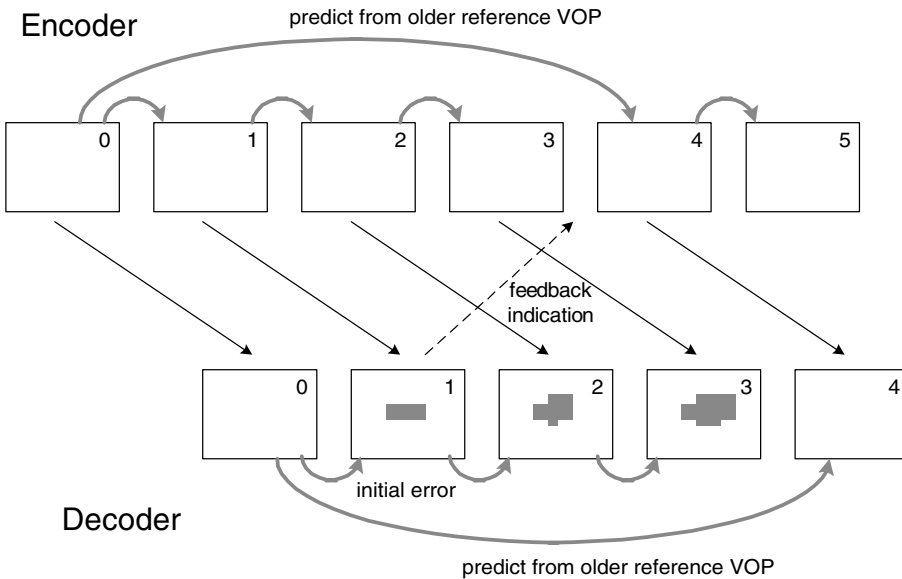 predict from older reference VOP
Encoder
0 1 2 3 4 5
feedback
indication
0 1 2 3 4
initial error
Decoder
predict from older reference VOP